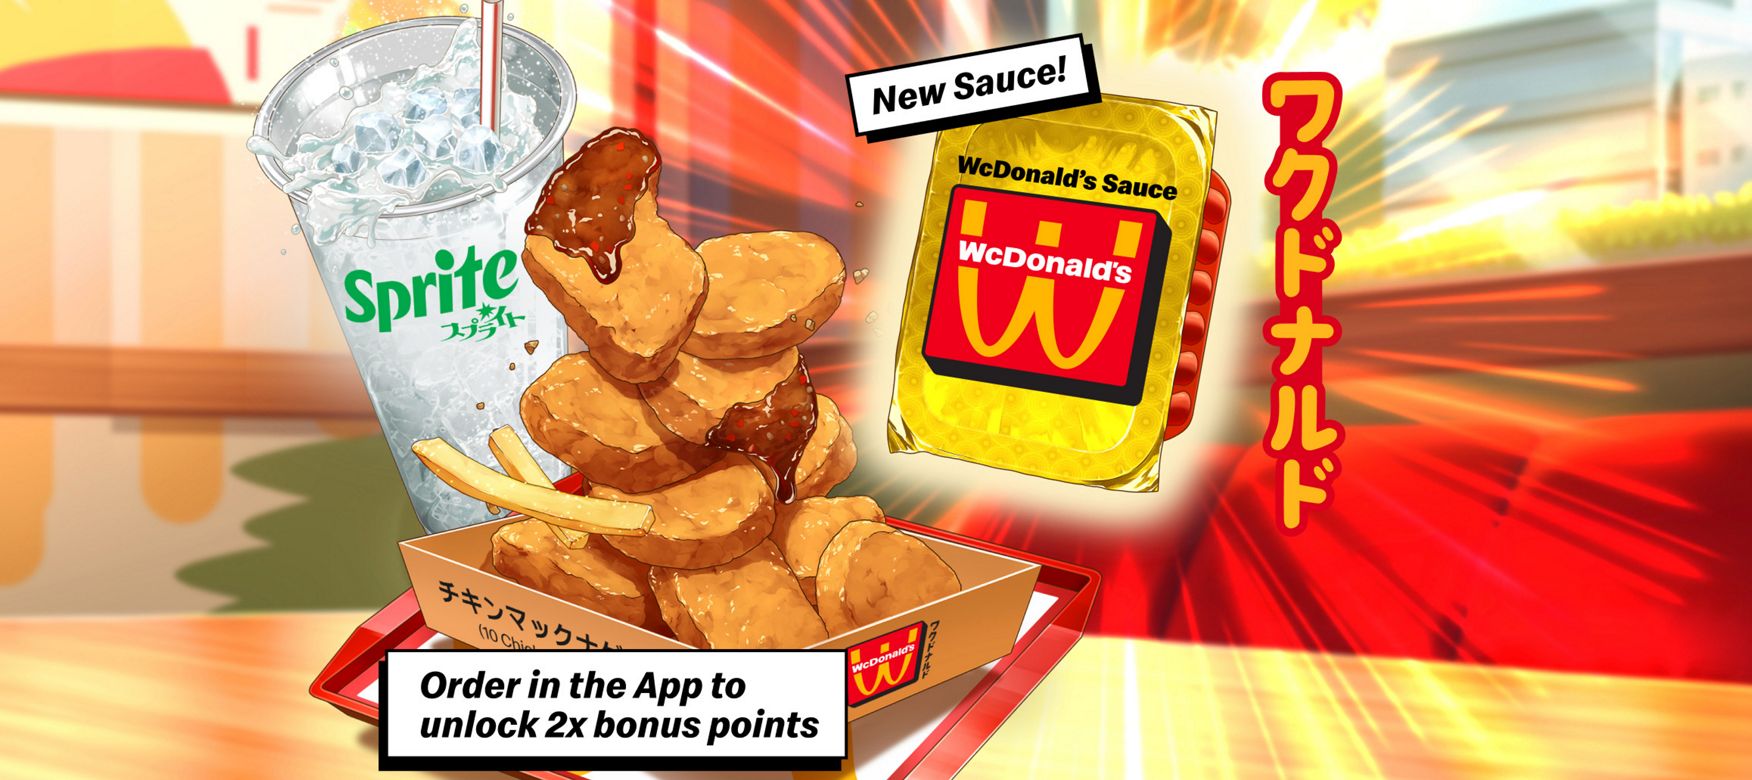 New Sauce!
WcDonald's Sauce
WcDonald's
ワクドナルド
Sprite
スプライト
チキンマックナゲ
(10
WcDonald's
ワクドナルド
Order in the App to
unlock 2x bonus points